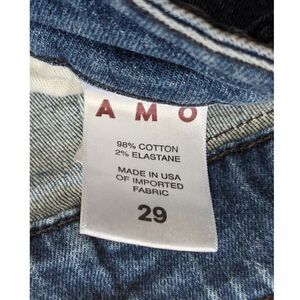 AMO
98% COTTON
2% ELASTANE
MADE IN USA
OF IMPORTED
FABRIC
29